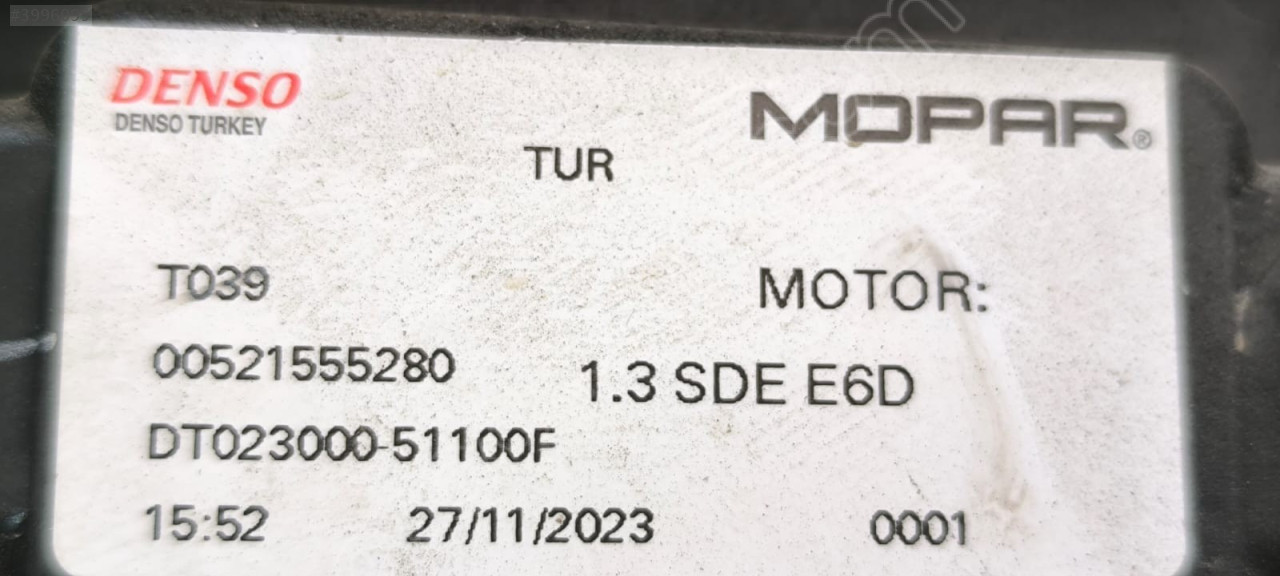 DENSO
DENSO TURKEY
MOPAR®
TUR
T039
MOTOR:
00521555280
1.3 SDE E6D
DT023000-51100F
15:52 27/11/2023 0001